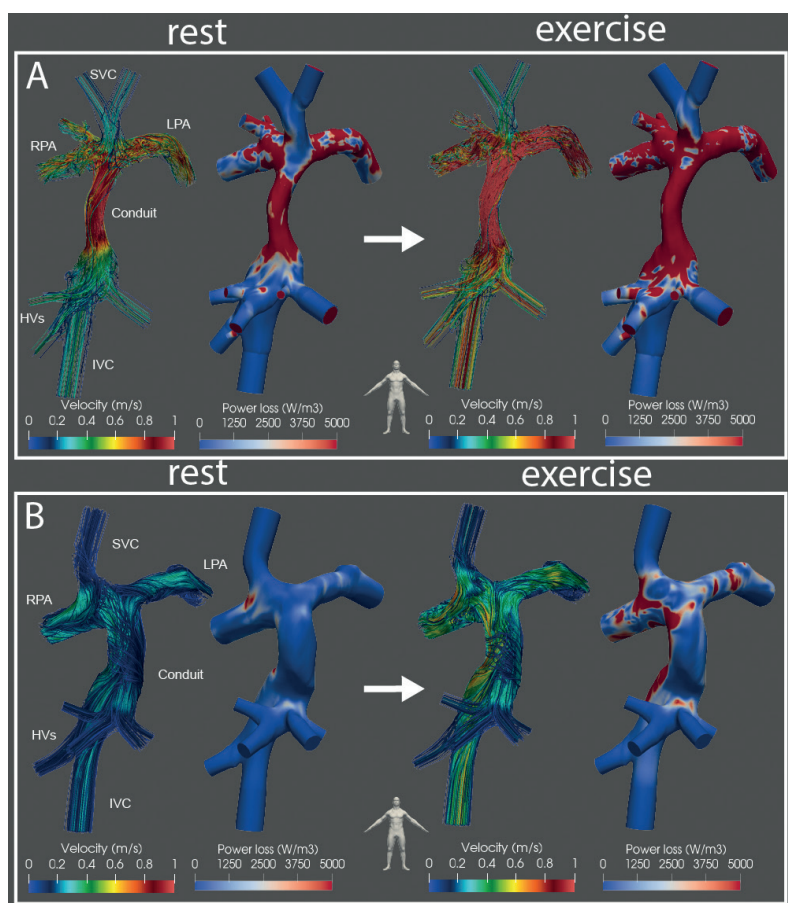 rest exercise
A
SVC
LPA
RPA
Conduit
HVs
IVC
Velocity (m/s) Power loss (W/m3) Velocity (m/s) Power loss (W/m3)
0 0.2 0.4 0.6 0.8 1 0 1250 2500 3750 5000 0 0.2 0.4 0.6 0.8 1 0 1250 2500 3750 5000
rest exercise
B
SVC
LPA
RPA
Conduit
HVs
IVC
Velocity (m/s) Power loss (W/m3) Velocity (m/s) Power loss (W/m3)
0 0.2 0.4 0.6 0.8 1 0 1250 2500 3750 5000 0 0.2 0.4 0.6 0.8 1 0 1250 2500 3750 5000